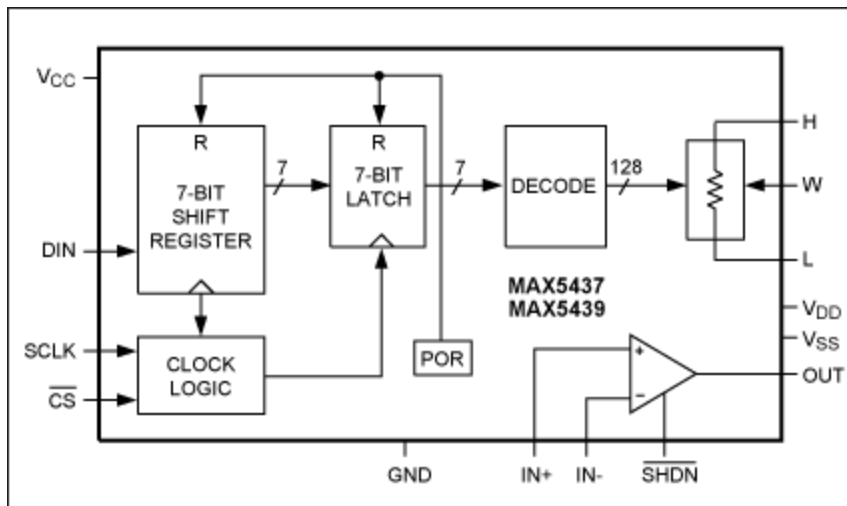 VCC
R
7-BIT
SHIFT
REGISTER
7
R
7-BIT
LATCH
7
DECODE
128
H
W
L
DIN
MAX5437
MAX5439
VDD
VSS
SCLK
CS
CLOCK
LOGIC
POR
+
−
OUT
GND
IN+
IN-
SHDN